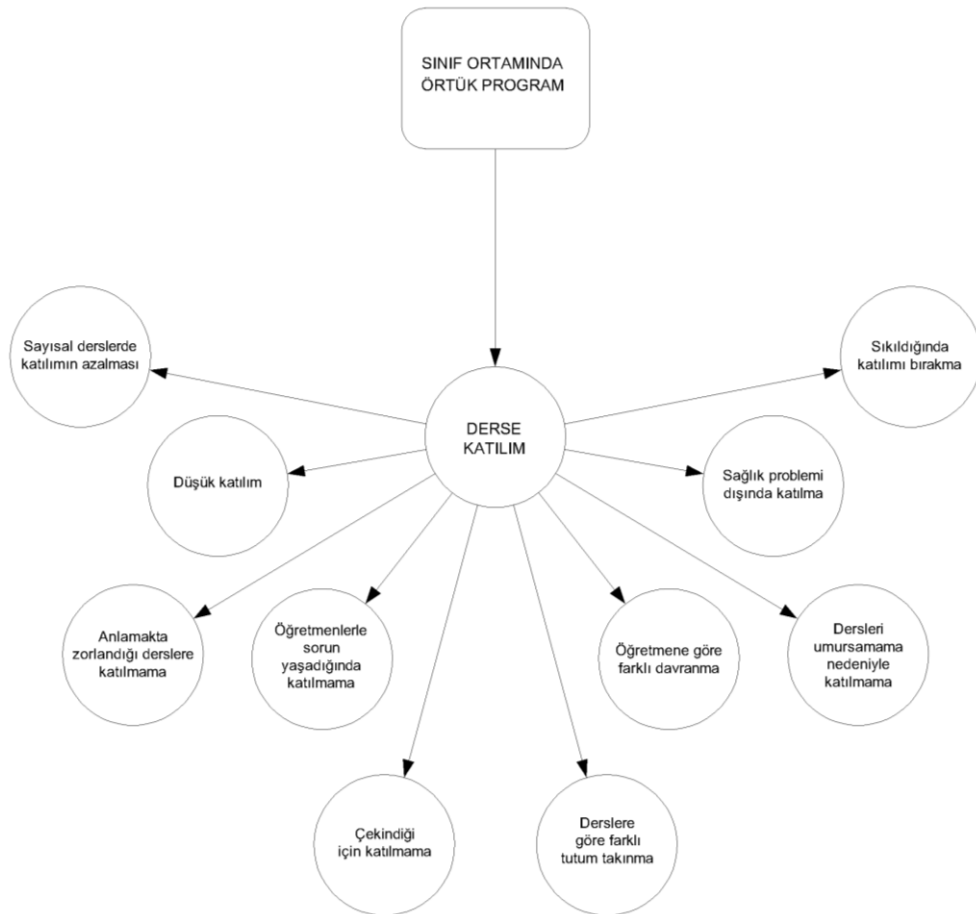 SINIF ORTAMINDA
ÖRTÜK PROGRAM
Sayısal derslerde
katılımın azalması
Sıkıldığında
katılımı bırakma
DERSE
KATILIM
Düşük katılım
Sağlık problemi
dışında katılma
Anlamakta
zorlandığı derslere
katılmama
Öğretmenlerle
sorun
yaşadığında
katılmama
Öğretmene göre
farklı davranma
Dersleri
umursamama
nedeniyle
katılmama
Çekindiği
için katılmama
Derslere
göre farklı
tutum takınma